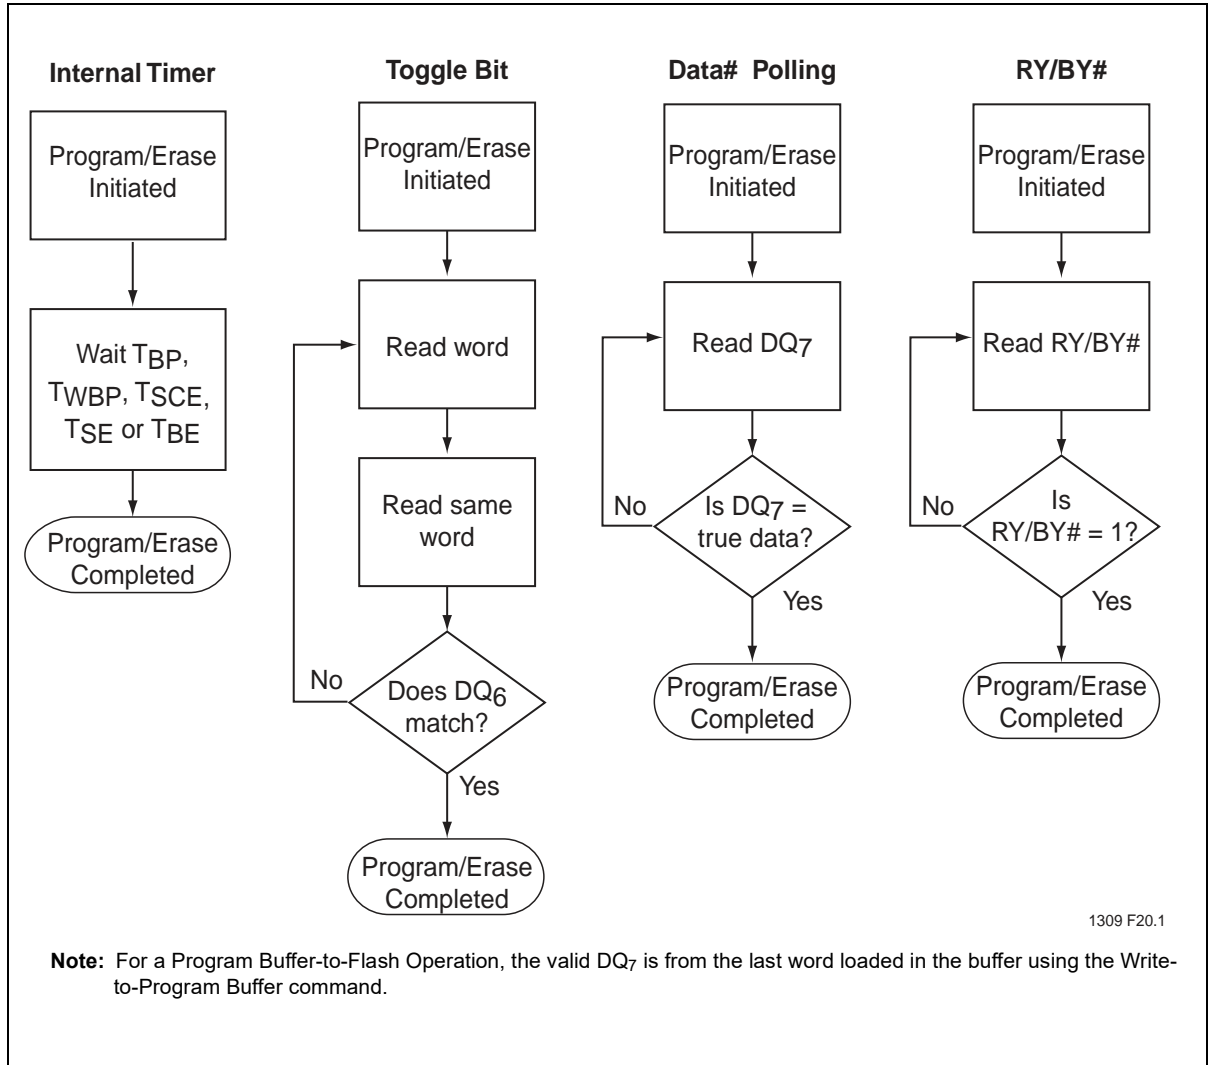 Internal Timer
Program/Erase
Initiated
Wait TBP,
TWBP, TSCE,
TSE or TBE
Program/Erase
Completed
Toggle Bit
Program/Erase
Initiated
Read word
Read same
word
No
Does DQ6
match?
Yes
Program/Erase
Completed
Data# Polling
Program/Erase
Initiated
Read DQ7
No
Is DQ7 =
true data?
Yes
Program/Erase
Completed
RY/BY#
Program/Erase
Initiated
Read RY/BY#
No
Is
RY/BY# = 1?
Yes
Program/Erase
Completed
1309 F20.1
Note: For a Program Buffer-to-Flash Operation, the valid DQ7 is from the last word loaded in the buffer using the Write-
to-Program Buffer command.